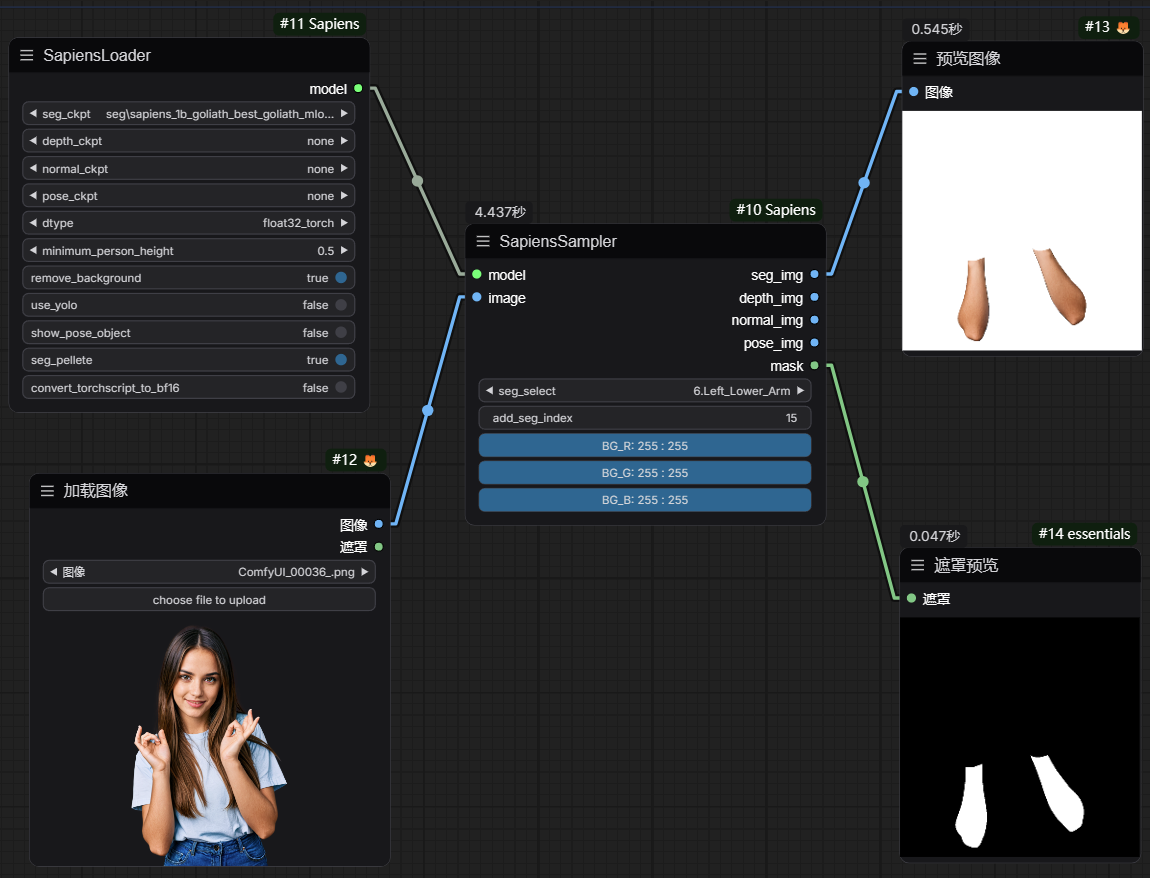 #11 Sapiens
SapiensLoader
model
seg_ckpt seg\sapiens_1b_goliath_best_goliath_mlo...
depth_ckpt none
normal_ckpt none
pose_ckpt none
dtype float32_torch
minimum_person_height 0.5
remove_background true
use_yolo false
show_pose_object false
seg_pellete true
convert_torchscript_to_bf16 false
#12
加载图像
图像
遮罩
图像 ComfyUI_00036_.png
choose file to upload
4.437秒
#10 Sapiens
SapiensSampler
model seg_img
image depth_img
normal_img
pose_img
mask
seg_select 6.Left_Lower_Arm
add_seg_index 15
BG_R: 255 : 255
BG_G: 255 : 255
BG_B: 255 : 255
0.545秒
#13
预览图像
图像
0.047秒
#14 essentials
遮罩预览
遮罩